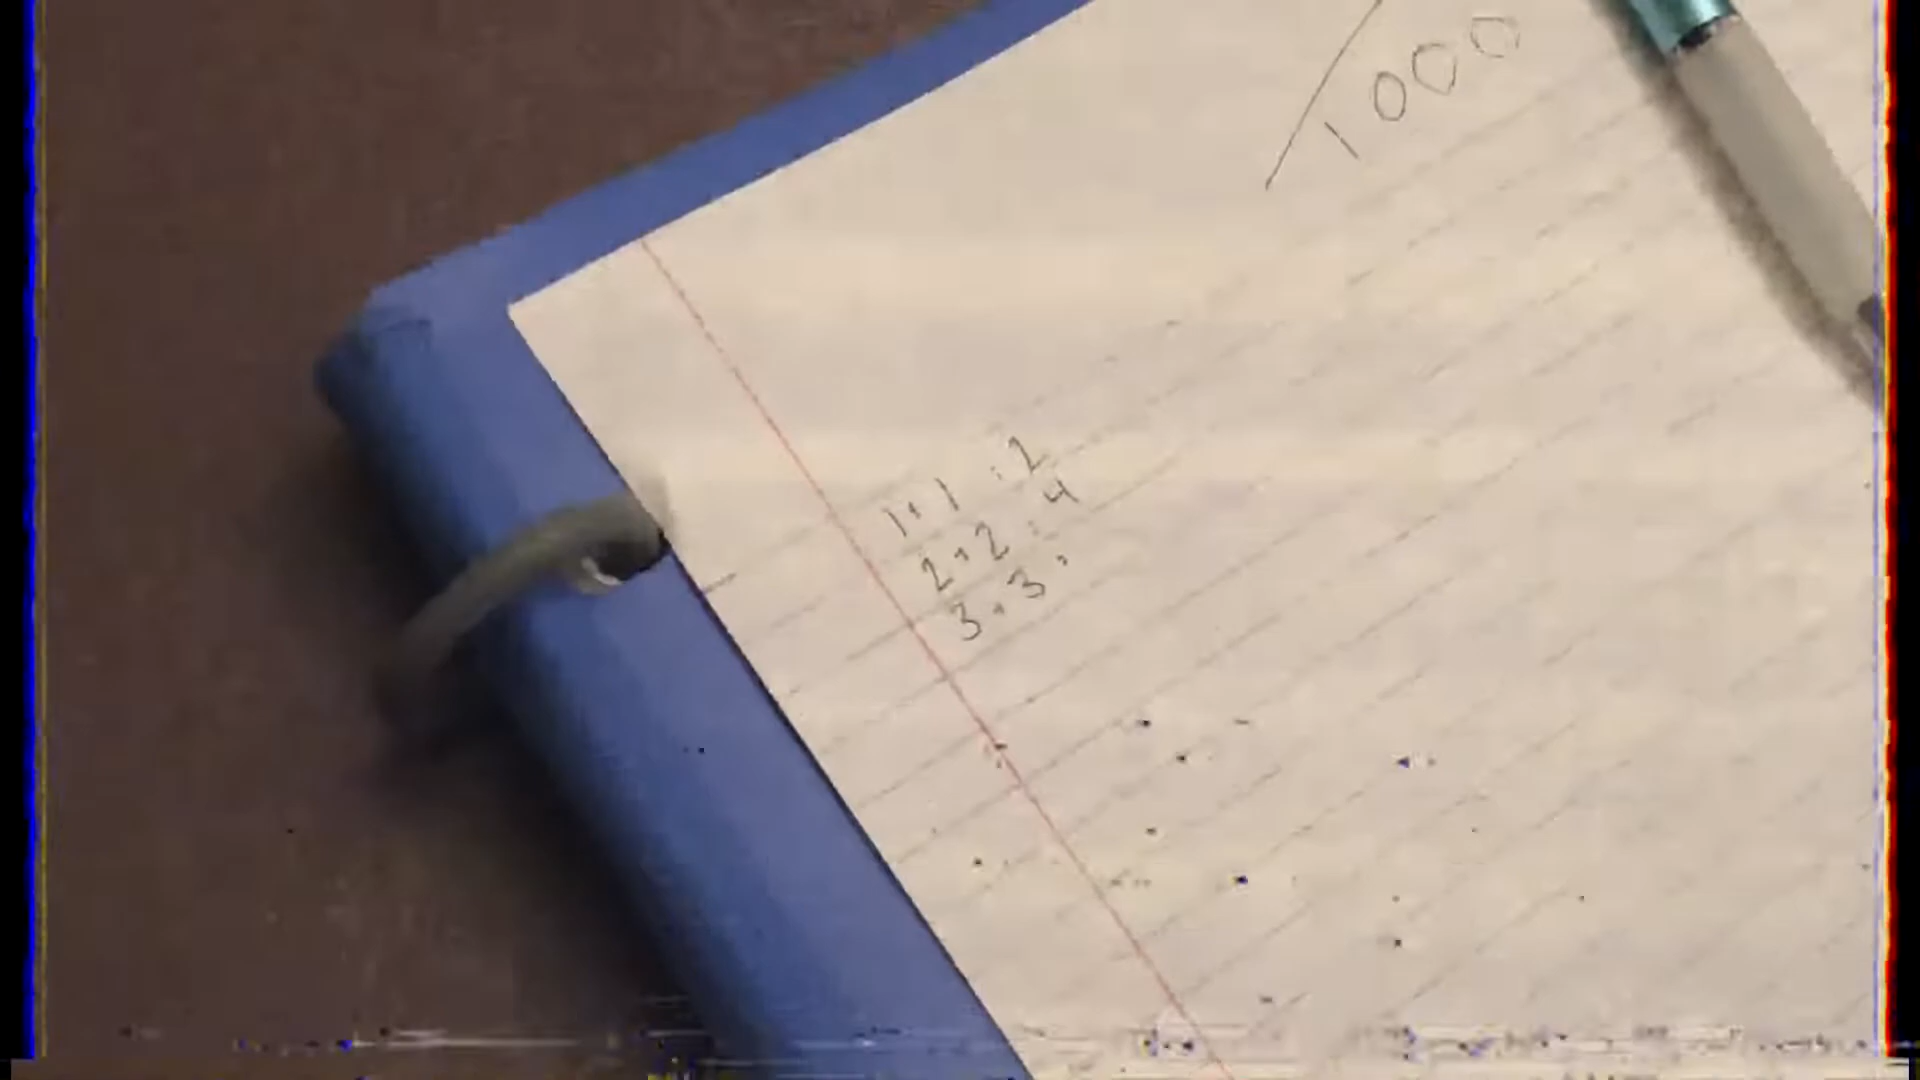 /1000
1+1 = 2
2+2 = 4
3+3 =